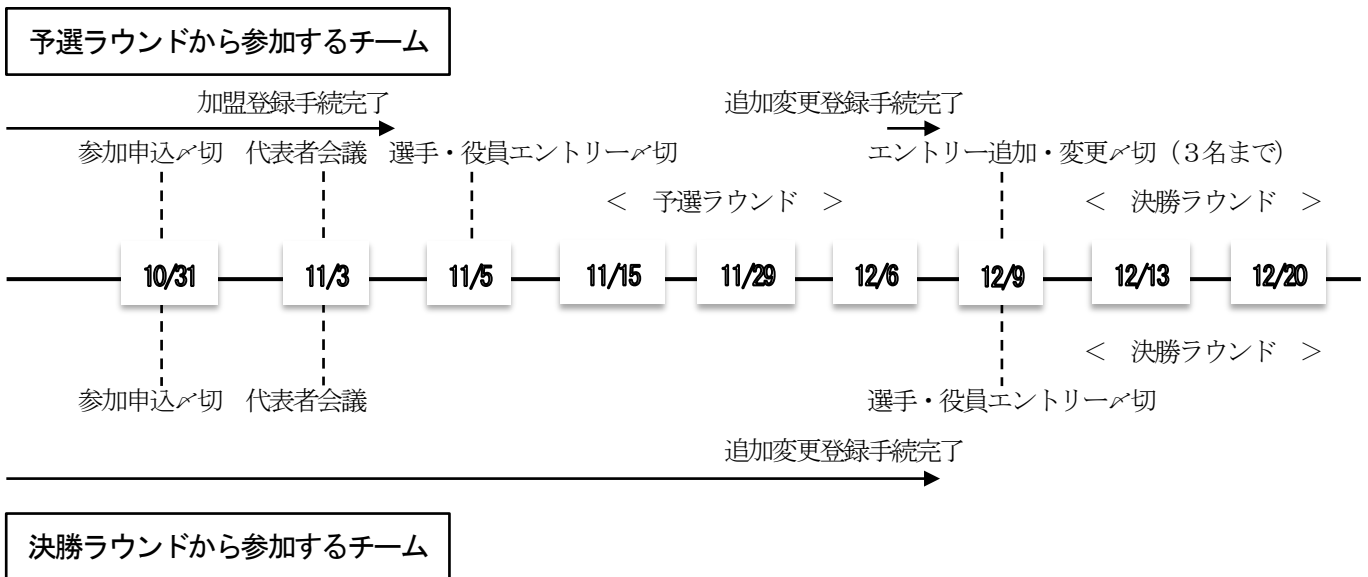 予選ラウンドから参加するチーム
加盟登録手続完了 追加変更登録手続完了
参加申込〆切 代表者会議 選手・役員エントリー〆切 エントリー追加・変更〆切（３名まで）
＜ 予選ラウンド ＞ ＜ 決勝ラウンド ＞
10/31 11/3 11/5 11/15 11/29 12/6 12/9 12/13 12/20
＜ 決勝ラウンド ＞
参加申込〆切 代表者会議 選手・役員エントリー〆切
追加変更登録手続完了
決勝ラウンドから参加するチーム